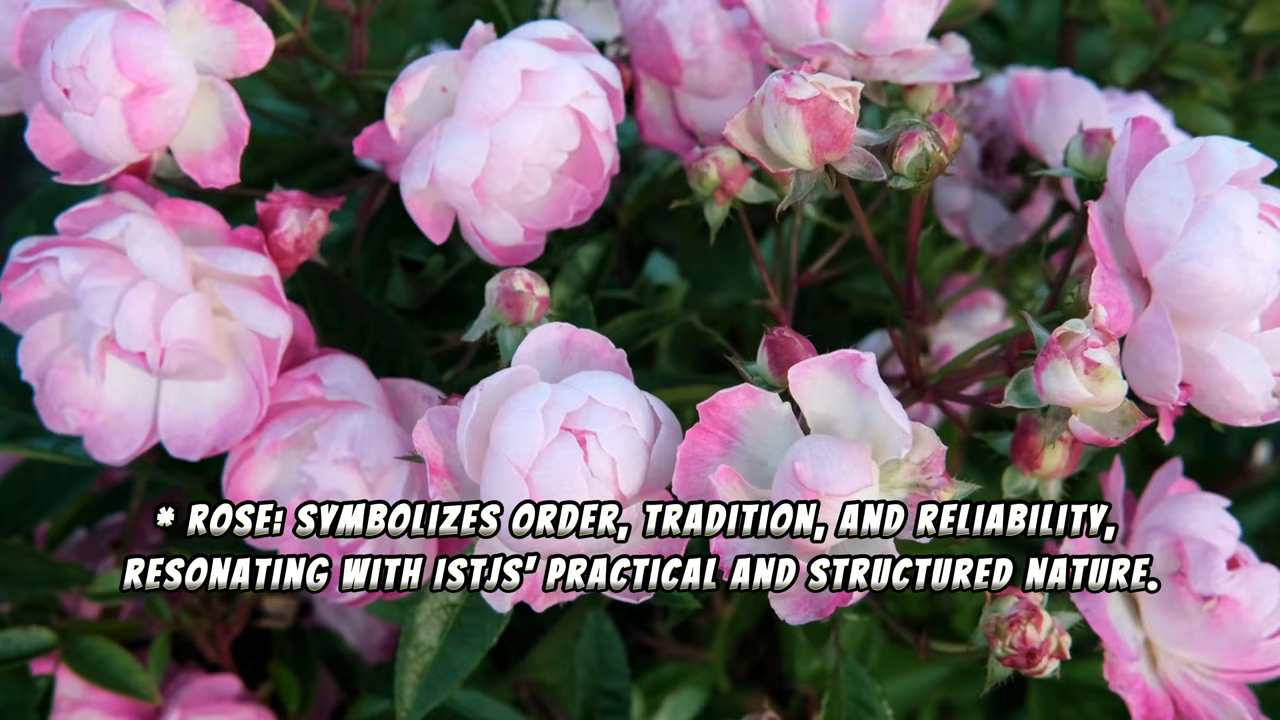 * ROSE: SYMBOLIZES ORDER, TRADITION, AND RELIABILITY,
RESONATING WITH ISTJS' PRACTICAL AND STRUCTURED NATURE.